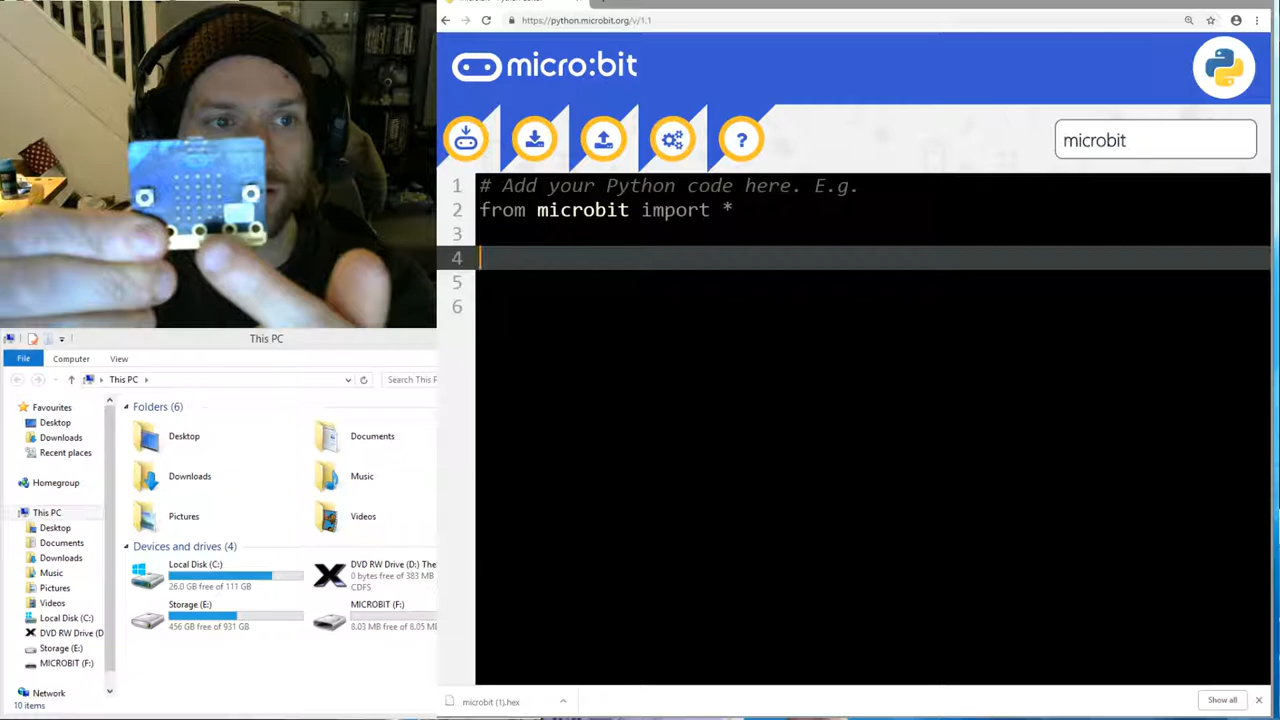 https://python.microbit.org/v/1.1
micro:bit
?
microbit
1 # Add your Python code here. E.g.
2 from microbit import *
3
4
5
6
This PC
File Computer View
This PC
Search This P
Favourites
Desktop
Downloads
Recent places
Homegroup
This PC
Desktop
Documents
Downloads
Music
Pictures
Videos
Local Disk (C:)
DVD RW Drive (D
Storage (E:)
MICROBIT (F:)
Network
10 items
Folders (6)
Desktop
Documents
Downloads
Music
Pictures
Videos
Devices and drives (4)
Local Disk (C:)
26.0 GB free of 111 GB
DVD RW Drive (D:) The
0 bytes free of 383 MB
CDFS
Storage (E:)
456 GB free of 931 GB
MICROBIT (F:)
8.03 MB free of 8.05 M
microbit (1).hex
Show all